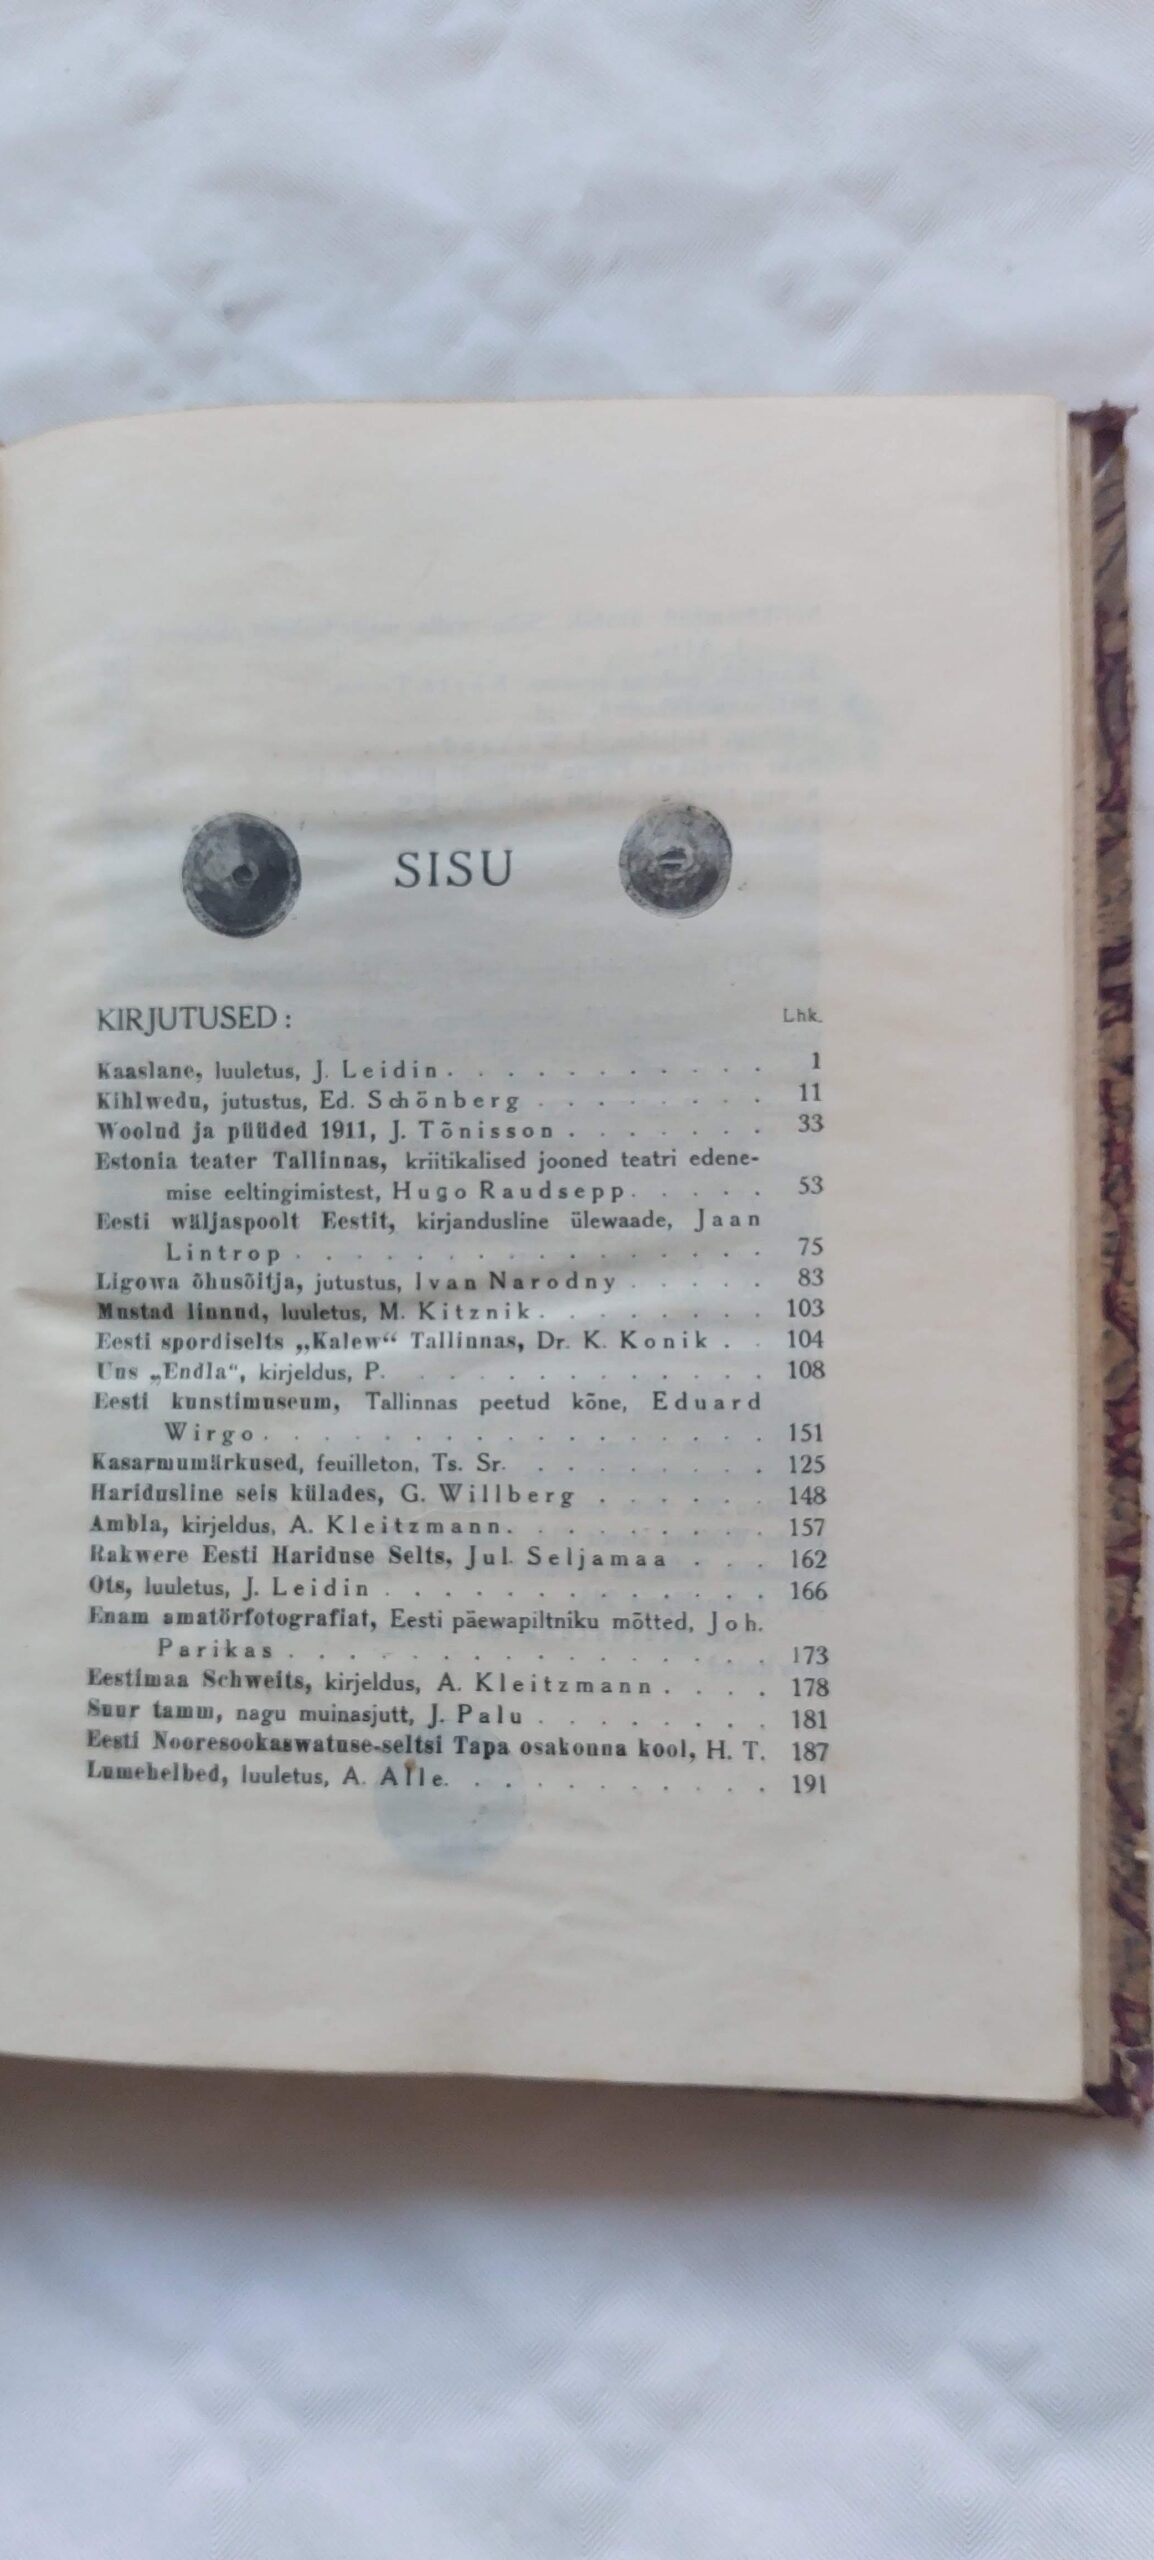 SISU
KIRJUTUSED: Lhk.
Kaaslane, luuletus, J. Leidin . . . . . . . . . . . 1
Kihlwedu, jutustus, Ed. Schönberg . . . . . . . . 11
Woolud ja püüded 1911, J. Tõnisson . . . . . . . 33
Estonia teater Tallinnas, kriitikalised jooned teatri edene-
mise eeltingimistest, Hugo Raudsepp . . . . . 53
Eesti wäljaspoolt Eestit, kirjandusline ülewaade, Jaan
Lintrop . . . . . . . . . . . . . . . . 75
Ligowa õhusõitja, jutustus, Ivan Narodny . . . . . 83
Mustad linnud, luuletus, M. Kitznik . . . . . . . . 103
Eesti spordiselts „Kalew“ Tallinnas, Dr. K. Konik . . 104
Uus „Endla“, kirjeldus, P. . . . . . . . . . . . . 108
Eesti kunstimuseum, Tallinnas peetud kõne, Eduard
Wirgo . . . . . . . . . . . . . . . . . 151
Kasarmumärkused, feuilleton, Ts. Sr. . . . . . . . . 125
Haridusline seis külades, G. Willberg . . . . . . 148
Ambla, kirjeldus, A. Kleitzmann . . . . . . . . . 157
Rakwere Eesti Hariduse Selts, Jul. Seljamaa . . . 162
Ots, luuletus, J. Leidin . . . . . . . . . . . . . 166
Enam amatörfotografiat, Eesti päewapiltniku mõtted, Joh.
Parikas . . . . . . . . . . . . . . . . 173
Eestimaa Schweits, kirjeldus, A. Kleitzmann . . . . 178
Suur tamm, nagu muinasjutt, J. Palu . . . . . . . . 181
Eesti Nooresookaswatuse-seltsi Tapa osakonna kool, H. T. 187
Lumehelbed, luuletus, A. Alle . . . . . . . . . . . 191